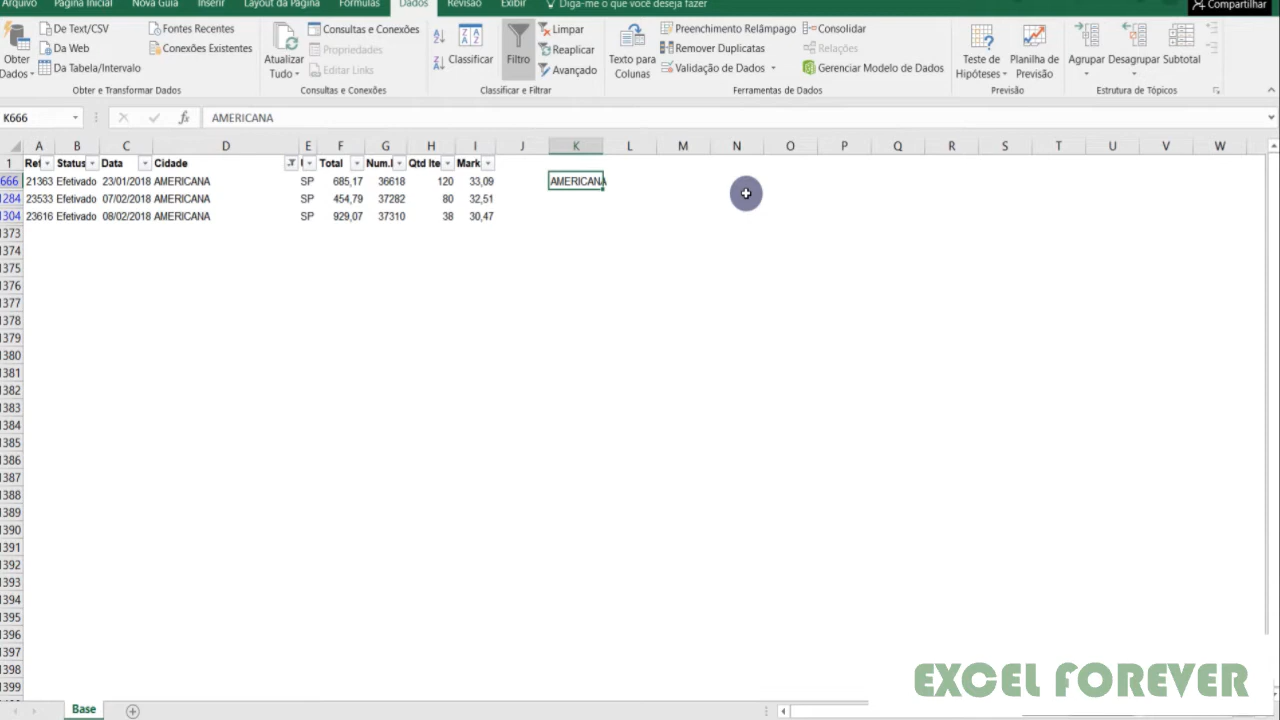 Arquivo Página Inicial Nova Guia Inserir Layout da Página Fórmulas Dados Revisão Exibir Diga-me o que você deseja fazer Compartilhar
Obter Dados
De Text/CSV
Da Web
Da Tabela/Intervalo
Fontes Recentes
Conexões Existentes
Obter e Transformar Dados
Atualizar Tudo
Consultas e Conexões
Propriedades
Editar Links
Consultas e Conexões
Classificar
Filtro
Limpar
Reaplicar
Avançado
Classificar e Filtrar
Texto para Colunas
Preenchimento Relâmpago
Remover Duplicatas
Validação de Dados
Consolidar
Relações
Gerenciar Modelo de Dados
Ferramentas de Dados
Teste de Hipóteses
Planilha de Previsão
Previsão
Agrupar Desagrupar Subtotal
Estrutura de Tópicos
K666 fx AMERICANA
A B C D E F G H I J K L M N O P Q R S T U V W
1 Ref Status Data Cidade Total Num.I Qtd Ite Mark
666 21363 Efetivado 23/01/2018 AMERICANA SP 685,17 36618 120 33,09 AMERICANA
1284 23533 Efetivado 07/02/2018 AMERICANA SP 454,79 37282 80 32,51
1304 23616 Efetivado 08/02/2018 AMERICANA SP 929,07 37310 38 30,47
1373
1374
1375
1376
1377
1378
1379
1380
1381
1382
1383
1384
1385
1386
1387
1388
1389
1390
1391
1392
1393
1394
1395
1396
1397
1398
1399
EXCEL FOREVER
Base